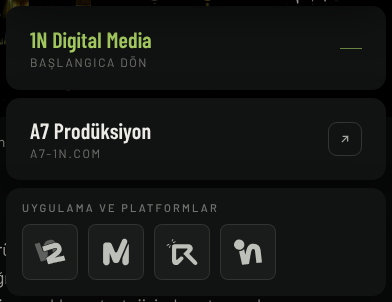 1N Digital Media
BAŞLANGICA DÖN
A7 Prodüksiyon
A7-1N.COM
UYGULAMA VE PLATFORMLAR